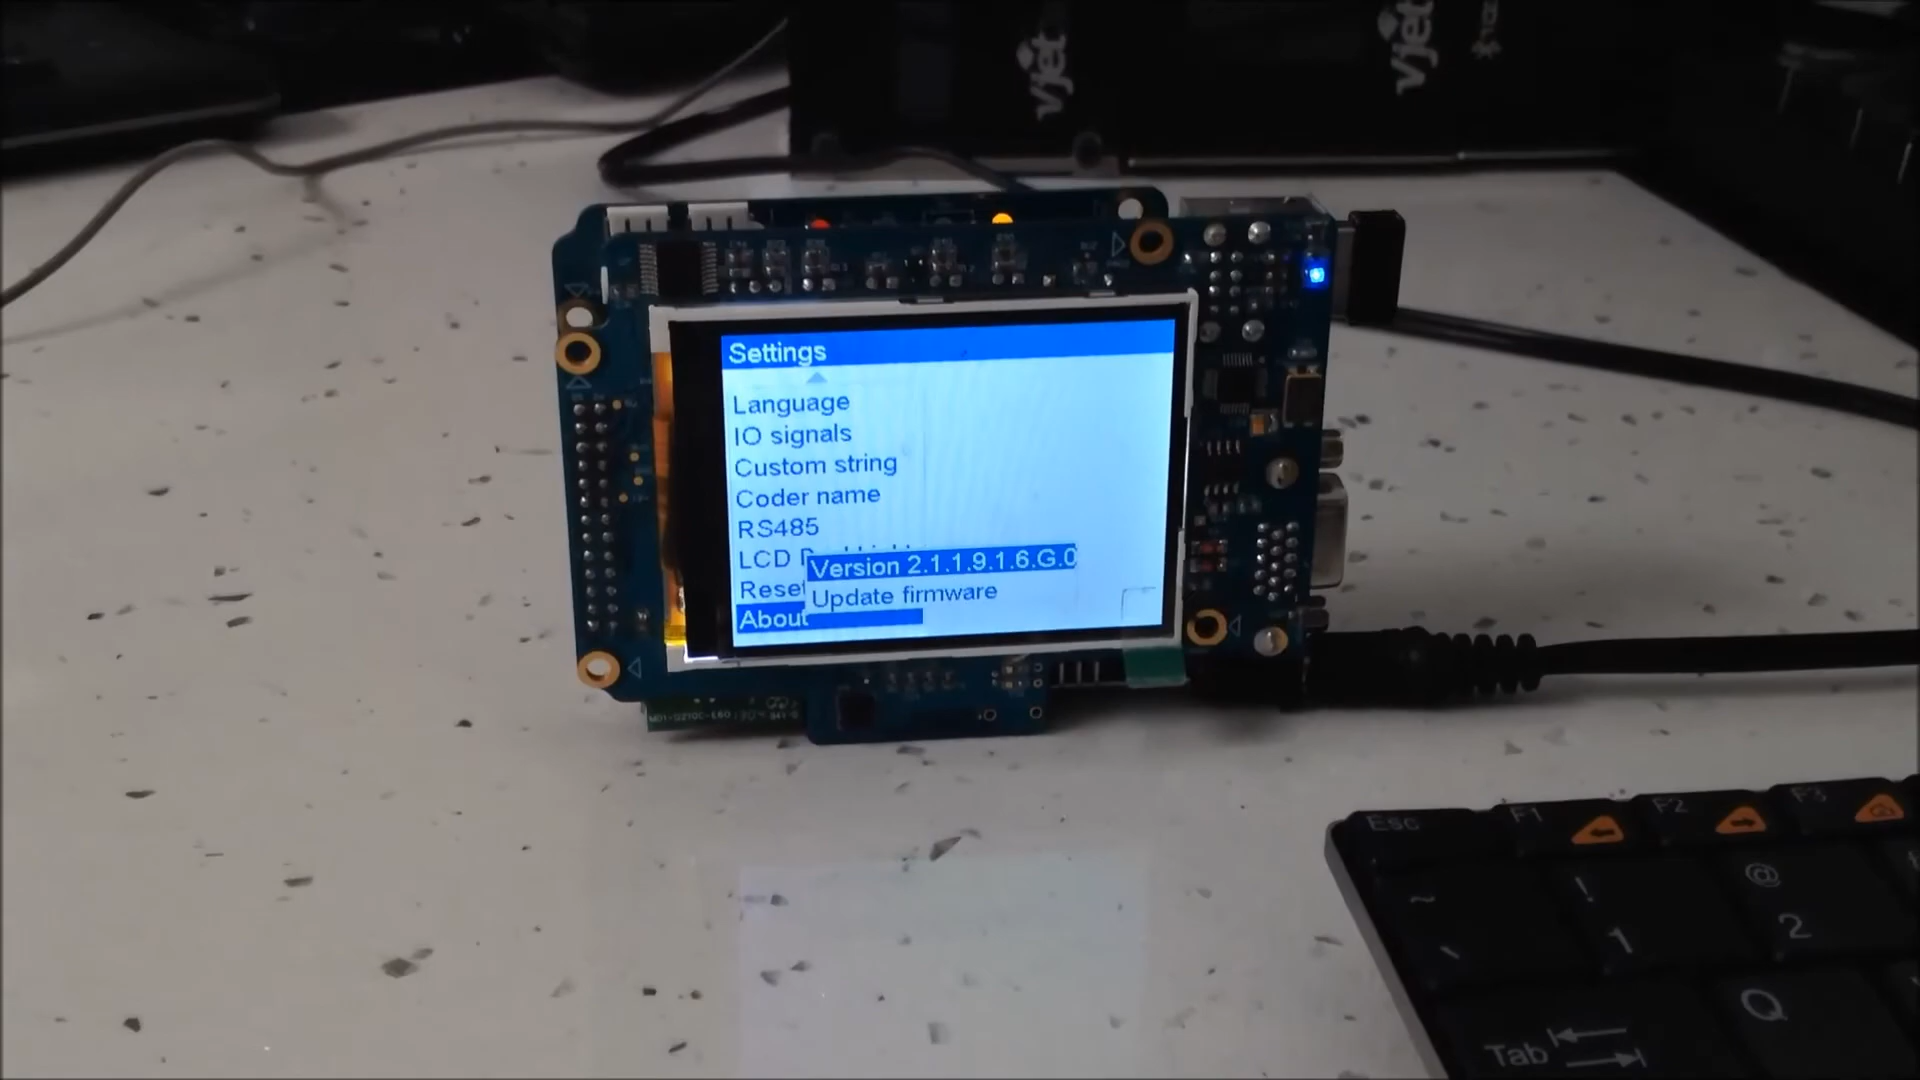 vjet
vjet
Settings
Language
IO signals
Custom string
Coder name
RS485
LCD
Version 2.1.1.9.1.6.G.0
Reset
Update firmware
About
Esc
F1
F2
F3
~
!
@
`
1
2
Tab
Q